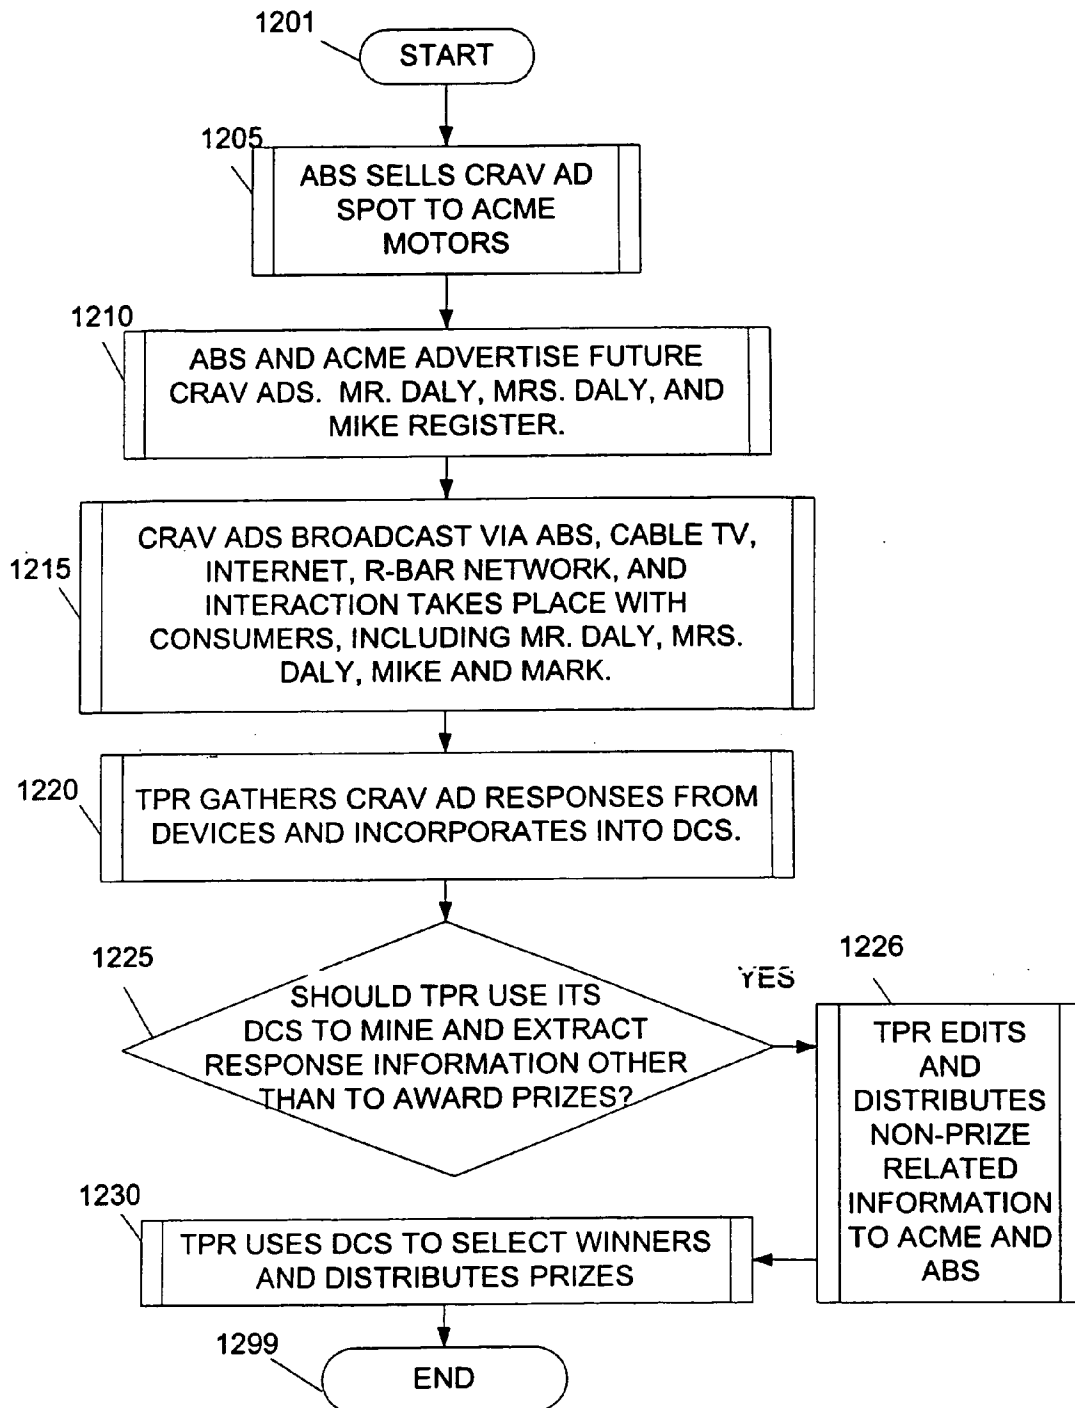 1201
START
1205
ABS SELLS CRAV AD
SPOT TO ACME
MOTORS
1210
ABS AND ACME ADVERTISE FUTURE
CRAV ADS. MR. DALY, MRS. DALY, AND
MIKE REGISTER.
1215
CRAV ADS BROADCAST VIA ABS, CABLE TV,
INTERNET, R-BAR NETWORK, AND
INTERACTION TAKES PLACE WITH
CONSUMERS, INCLUDING MR. DALY, MRS.
DALY, MIKE AND MARK.
1220
TPR GATHERS CRAV AD RESPONSES FROM
DEVICES AND INCORPORATES INTO DCS.
1225
SHOULD TPR USE ITS
DCS TO MINE AND EXTRACT
RESPONSE INFORMATION OTHER
THAN TO AWARD PRIZES?
YES
1226
TPR EDITS
AND
DISTRIBUTES
NON-PRIZE
RELATED
INFORMATION
TO ACME AND
ABS
1230
TPR USES DCS TO SELECT WINNERS
AND DISTRIBUTES PRIZES
1299
END